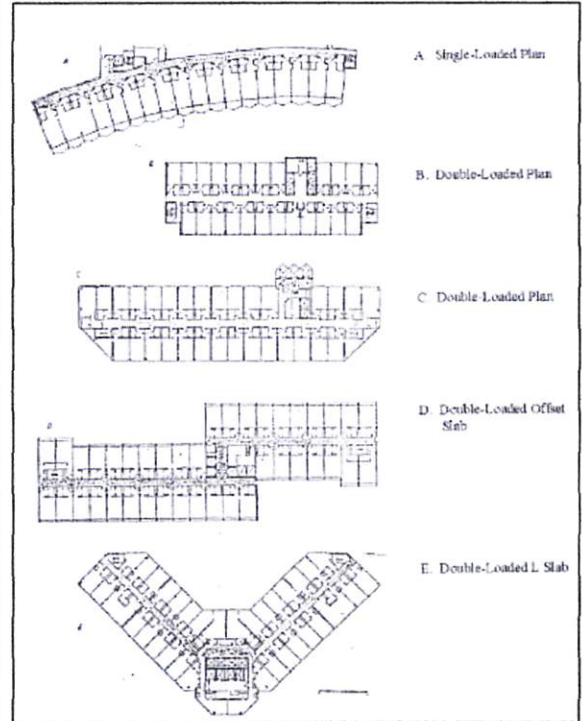 A
A. Single-Loaded Plan
B. Double-Loaded Plan
C
C. Double-Loaded Plan
D
D. Double-Loaded Offset
Slab
E. Double-Loaded L Slab